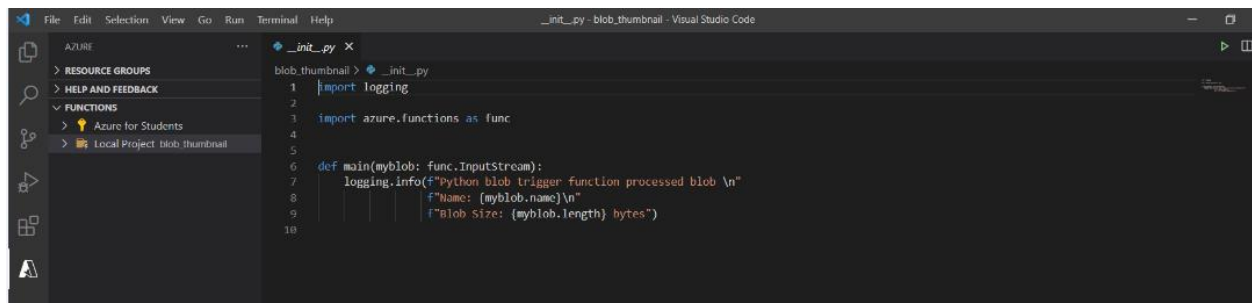 File Edit Selection View Go Run Terminal Help
__init__.py - blob_thumbnail - Visual Studio Code
AZURE ...
> RESOURCE GROUPS
> HELP AND FEEDBACK
FUNCTIONS
> Azure for Students
> Local Project blob_thumbnail
__init__.py ×
blob_thumbnail > __init__.py
1 import logging
2
3 import azure.functions as func
4
5
6 def main(myblob: func.InputStream):
7 logging.info(f"Python blob trigger function processed blob \n"
8 f"Name: {myblob.name}\n"
9 f"Blob Size: {myblob.length} bytes")
10